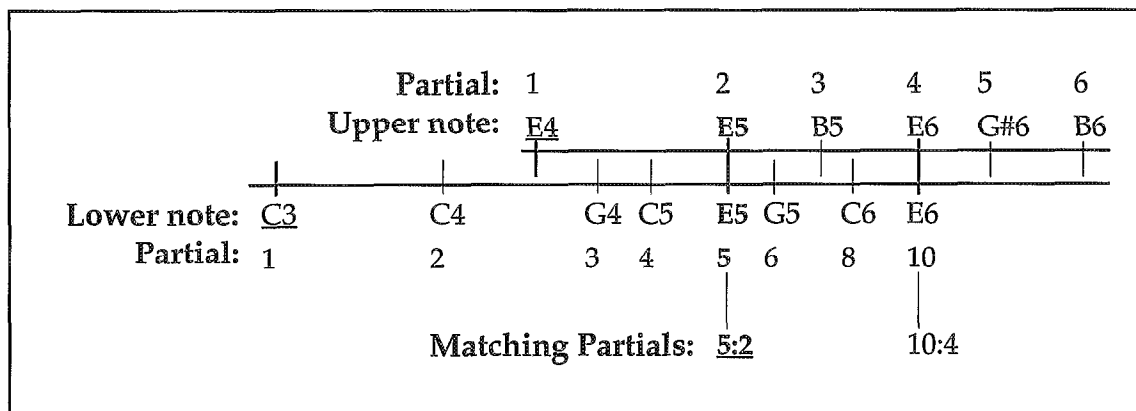 Partial: 1 2 3 4 5 6
Upper note: E4 E5 B5 E6 G#6 B6
Lower note: C3 C4 G4 C5 E5 G5 C6 E6
Partial: 1 2 3 4 5 6 8 10
Matching Partials: 5:2 10:4